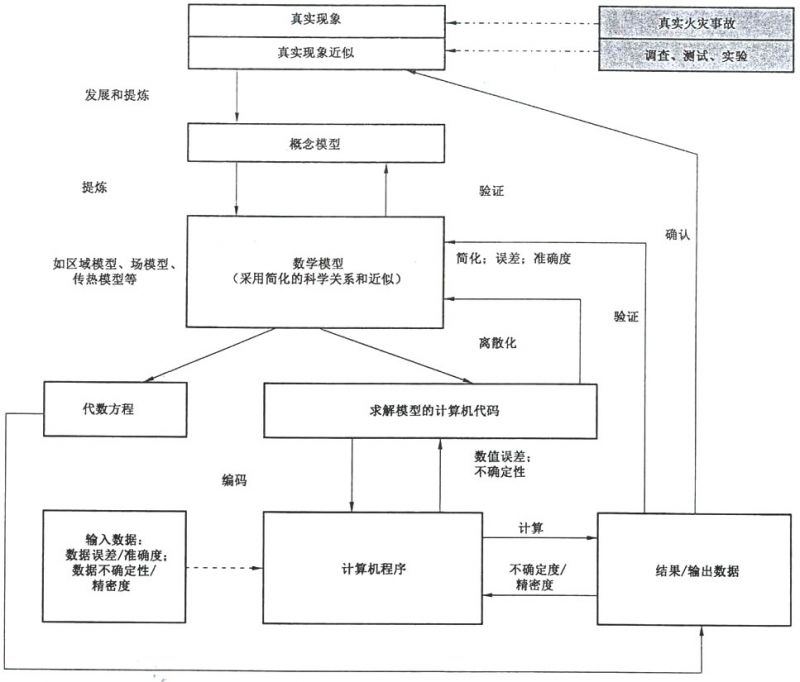 真实现象
真实火灾事故
真实现象近似
调查、测试、实验
发展和提炼
概念模型
提炼
验证
确认
数学模型
(采用简化的科学关系和近似)
如区域模型、场模型、
传热模型等
简化;误差;准确度
验证
离散化
代数方程
求解模型的计算机代码
数值误差;
不确定性
编码
输入数据:
数据误差/准确度;
数据不确定性/
精密度
计算机程序
计算
不确定度/
精密度
结果/输出数据